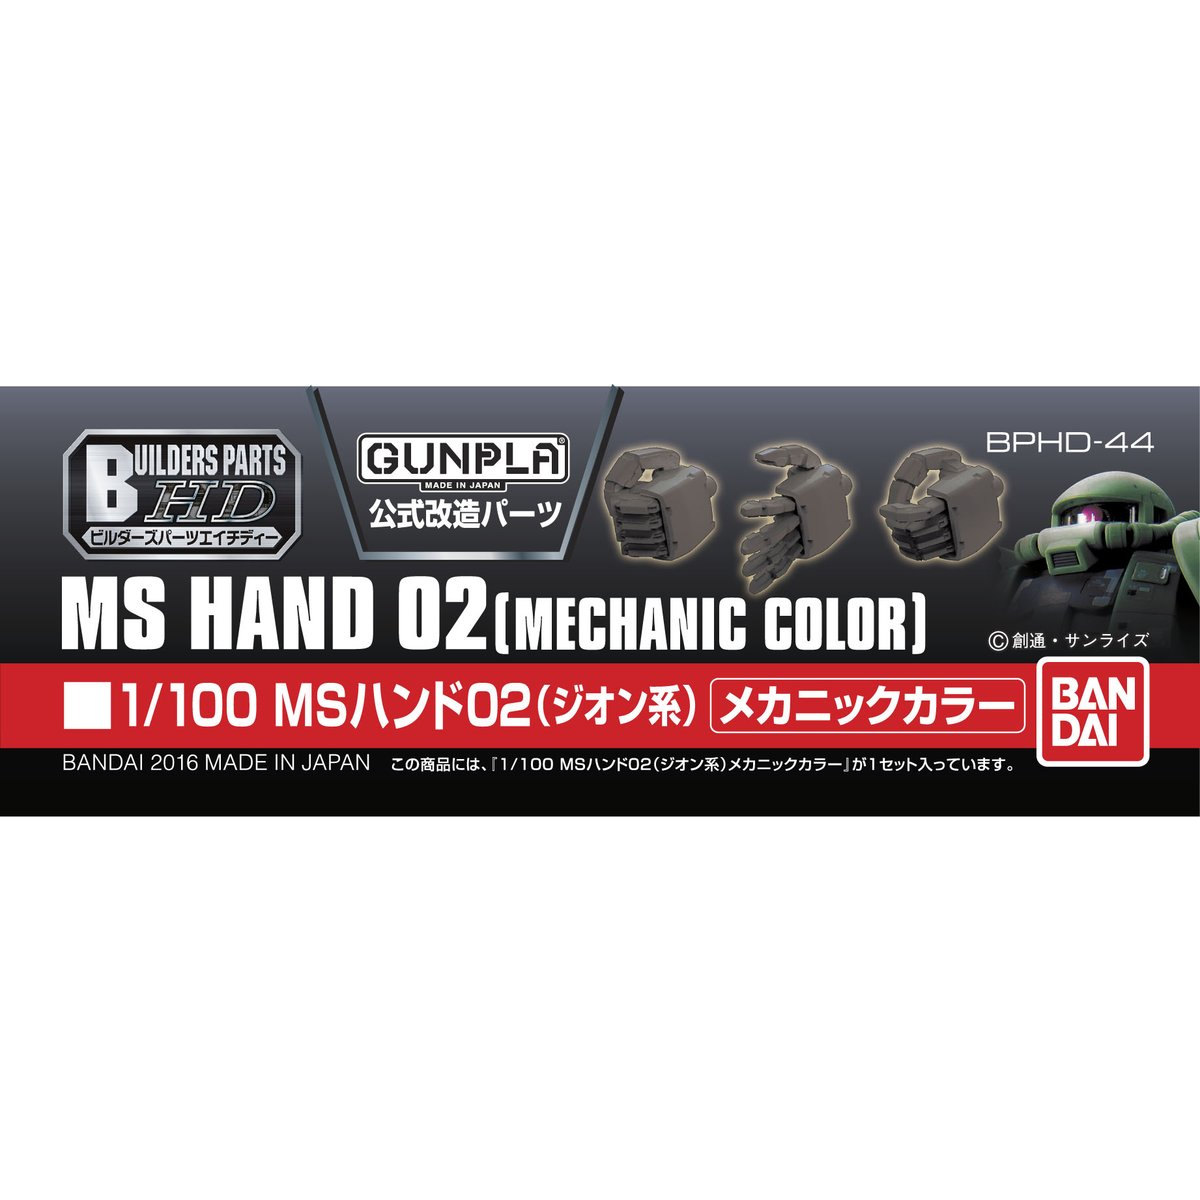 BUILDERS PARTS
HD
ビルダーズパーツエイチディー
GUNPLA®
MADE IN JAPAN
公式改造パーツ
BPHD-44
MS HAND 02 [MECHANIC COLOR]
©創通・サンライズ
■1/100 MSハンド02(ジオン系) メカニックカラー
BAN
DAI
BANDAI 2016 MADE IN JAPAN この商品には、『1/100 MSハンド02(ジオン系)メカニックカラー』が1セット入っています。